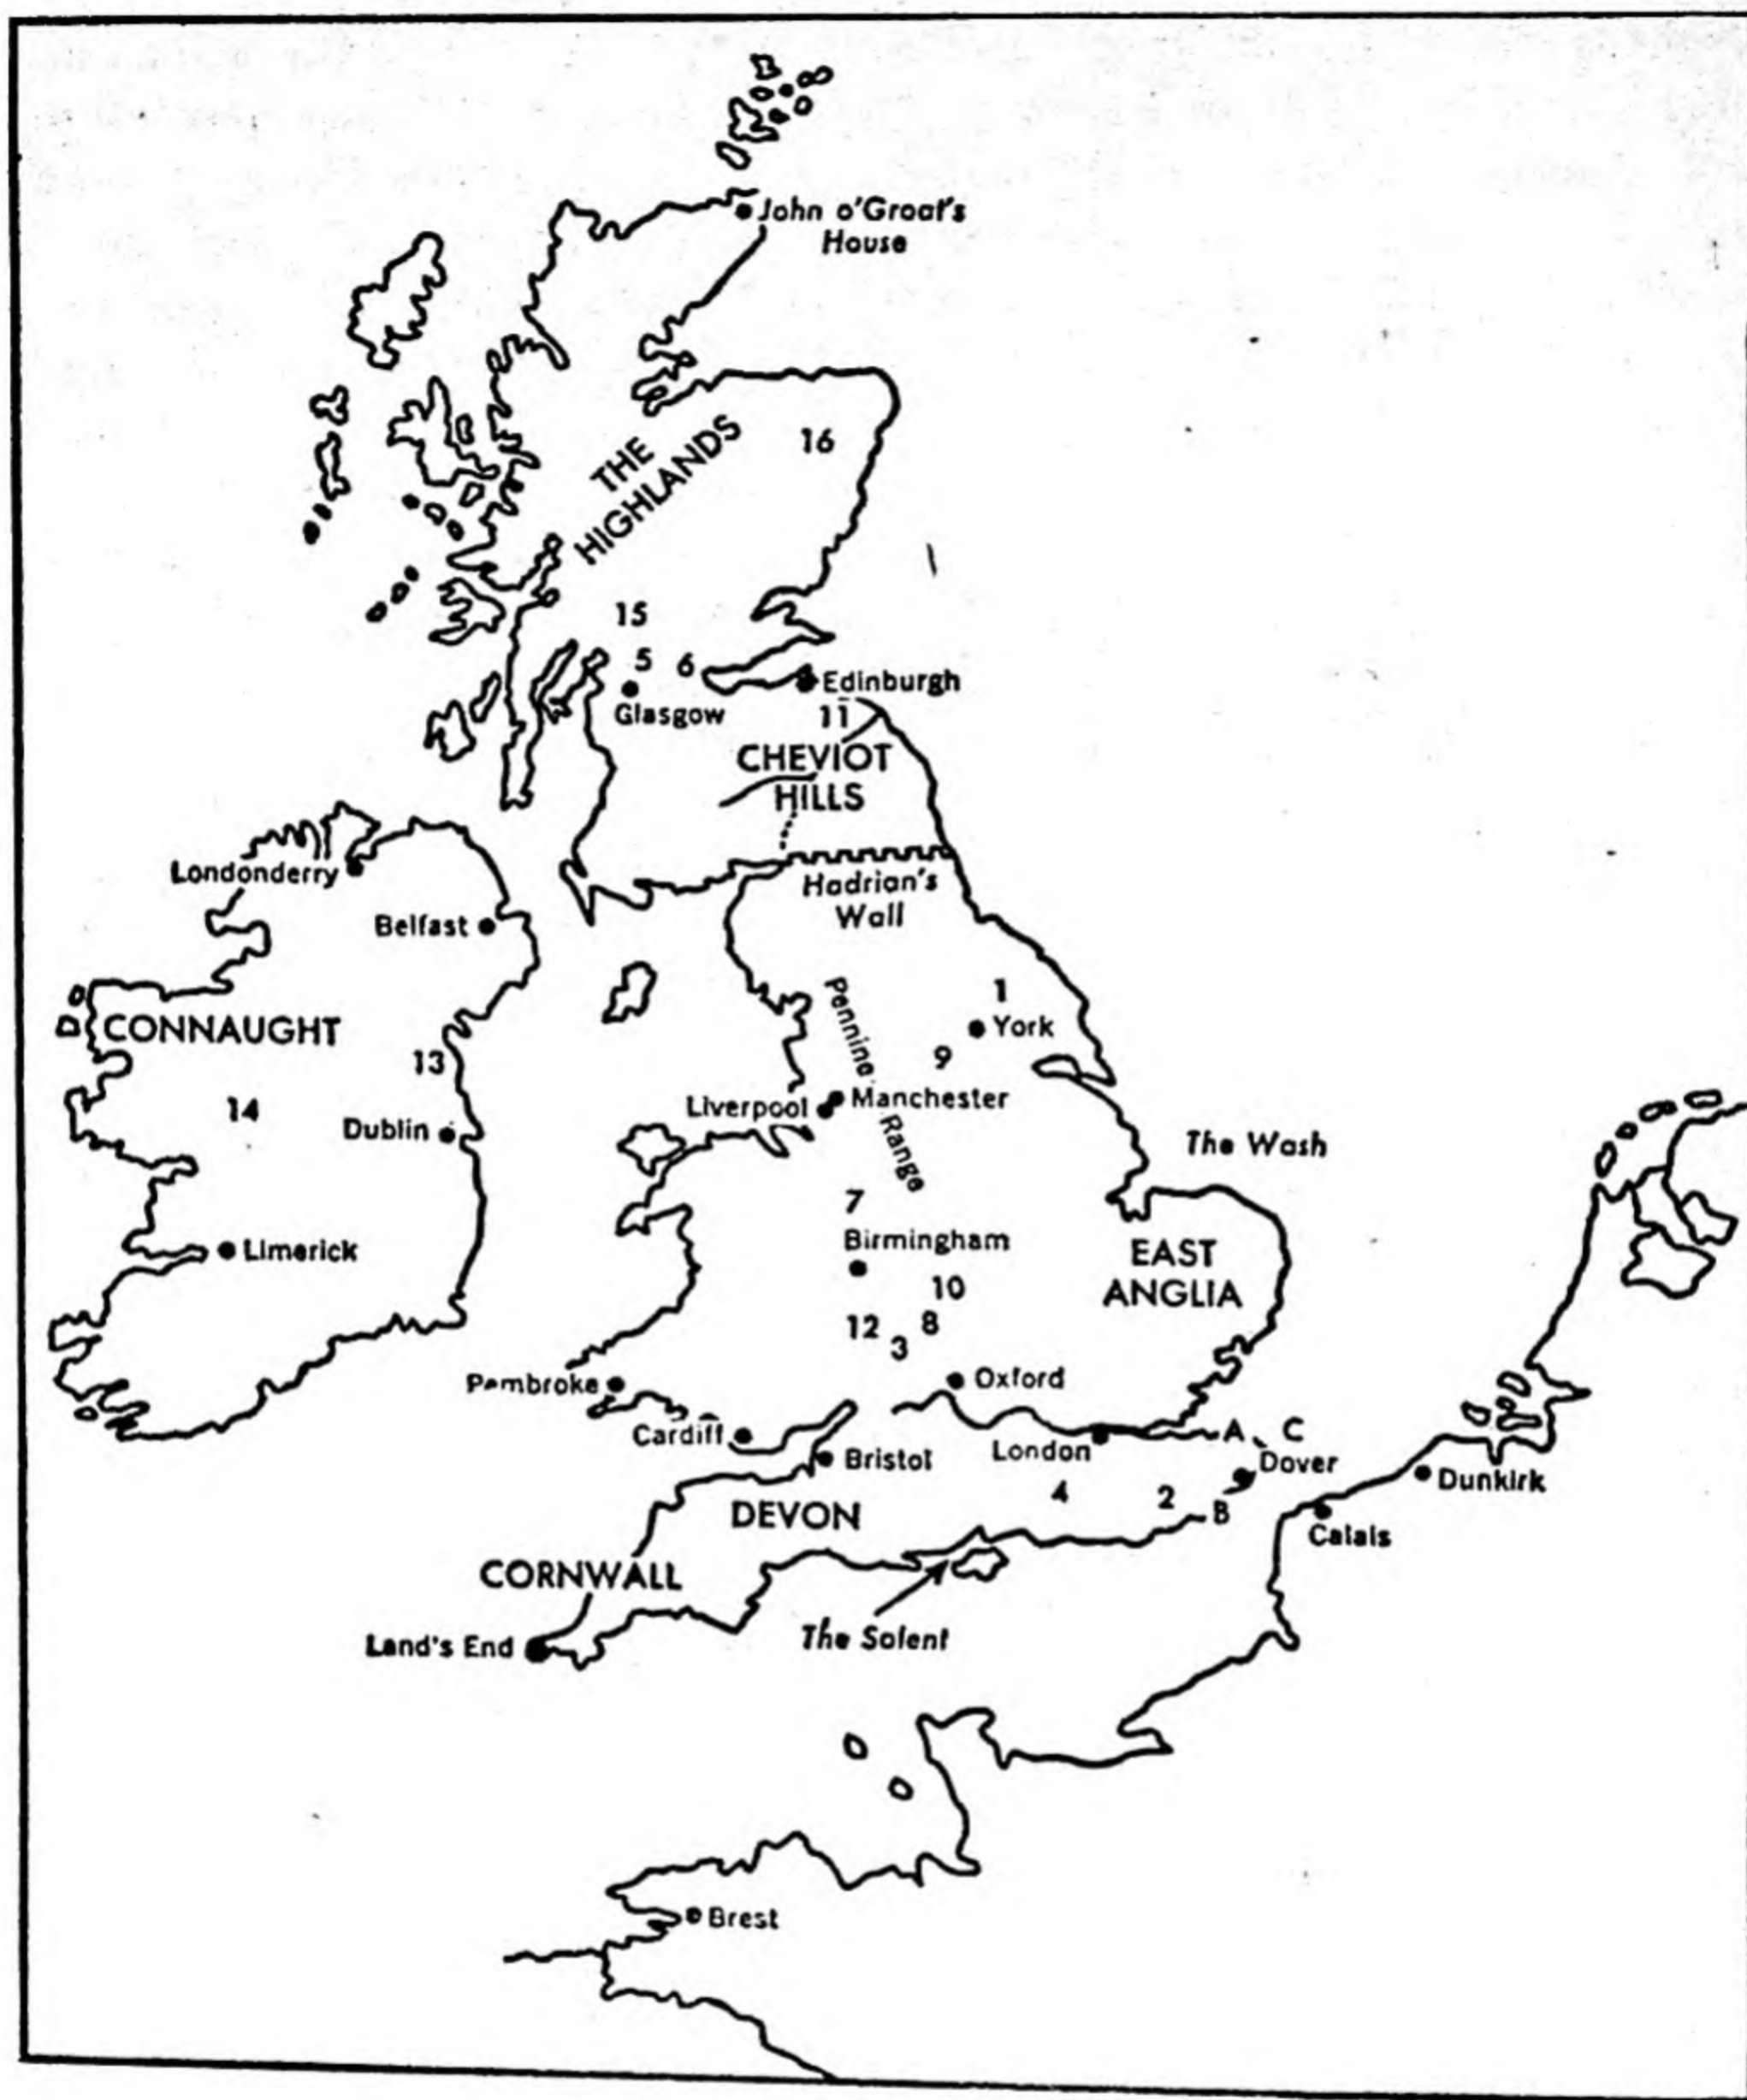 John o'Groat's
House
THE
HIGHLANDS
16
15
5
6
Edinburgh
Glasgow
11
CHEVIOT
HILLS
Londonderry
Hadrian's
Wall
Belfast
Pennine Range
1
York
CONNAUGHT
13
9
14
Liverpool
Manchester
Dublin
The Wash
7
Birmingham
Limerick
EAST
ANGLIA
10
12
3
8
Pembroke
Oxford
Cardiff
London
A
C
Bristol
Dover
Dunkirk
DEVON
4
2
B
Calais
CORNWALL
Land's End
The Solent
Brest